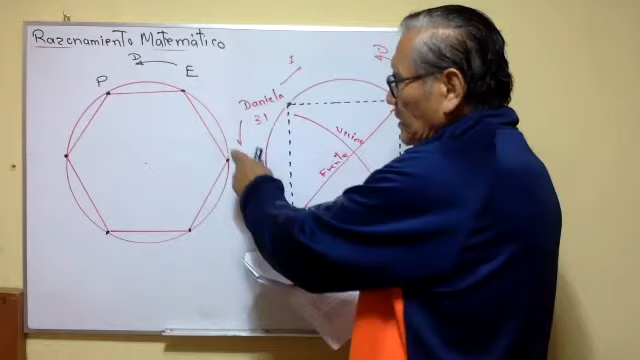 Razonamiento Matemático
D
P
E
I
D
Daniela
31
Vecino
Frente